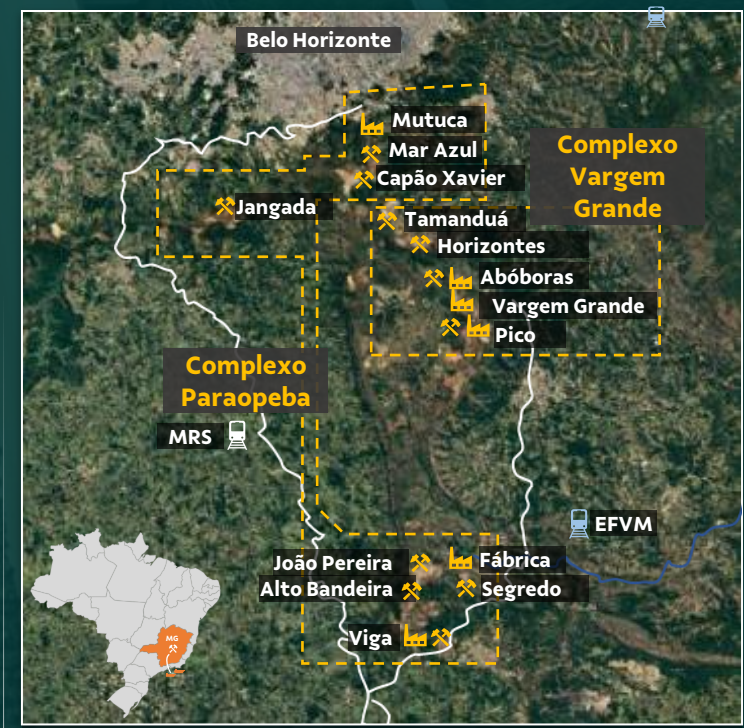 Belo Horizonte
Mutuca
Mar Azul
Capão Xavier
Complexo
Vargem
Grande
Jangada
Tamanduá
Horizontes
Abóboras
Vargem Grande
Pico
Complexo
Paraopeba
MRS
EFVM
João Pereira
Fábrica
Alto Bandeira
Segredo
Viga
MG